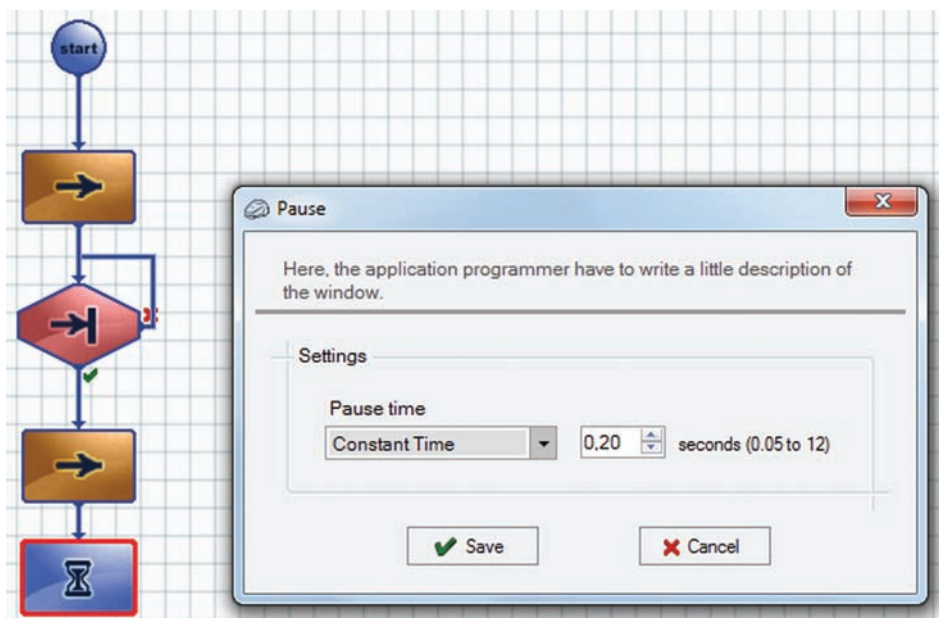 start
Pause
Here, the application programmer have to write a little description of
the window.
Settings
Pause time
Constant Time
0,20
seconds (0.05 to 12)
Save
Cancel